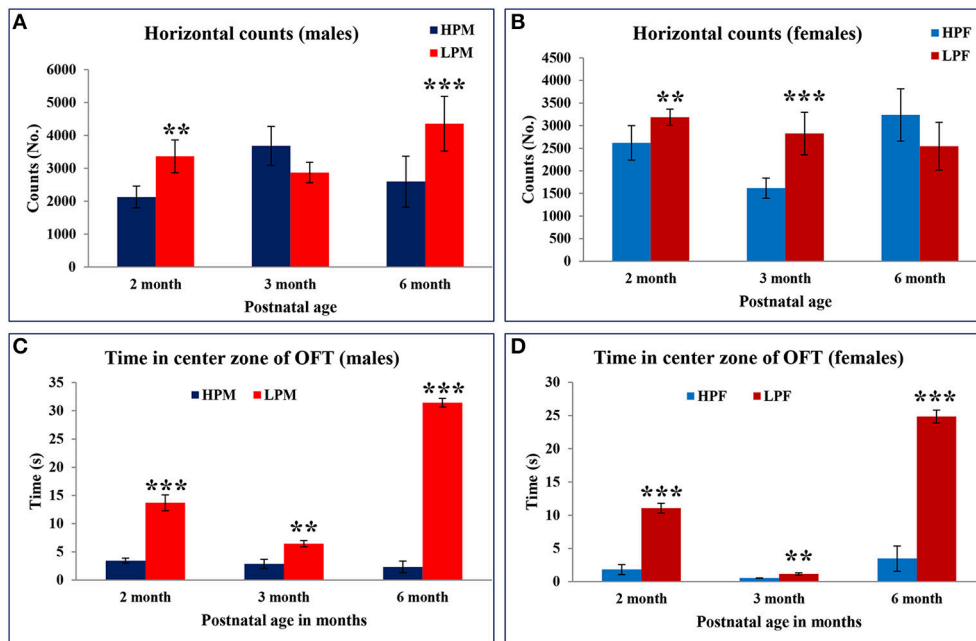 A
Horizontal counts (males)
HPM
LPM
Counts (No.)
6000
5000
4000
3000
2000
1000
0
**
***
2 month
3 month
6 month
Postnatal age
B
Horizontal counts (females)
HPF
LPF
Counts (No.)
4500
4000
3500
3000
2500
2000
1500
1000
500
0
**
***
2 month
3 month
6 month
Postnatal age
C
Time in center zone of OFT (males)
HPM LPM
Time (s)
35
30
25
20
15
10
5
0
***
**
***
2 month
3 month
6 month
Postnatal age in months
D
Time in center zone of OFT (females)
HPF LPF
Time (s)
30
25
20
15
10
5
0
***
**
***
2 month
3 month
6 month
Postnatal age in months